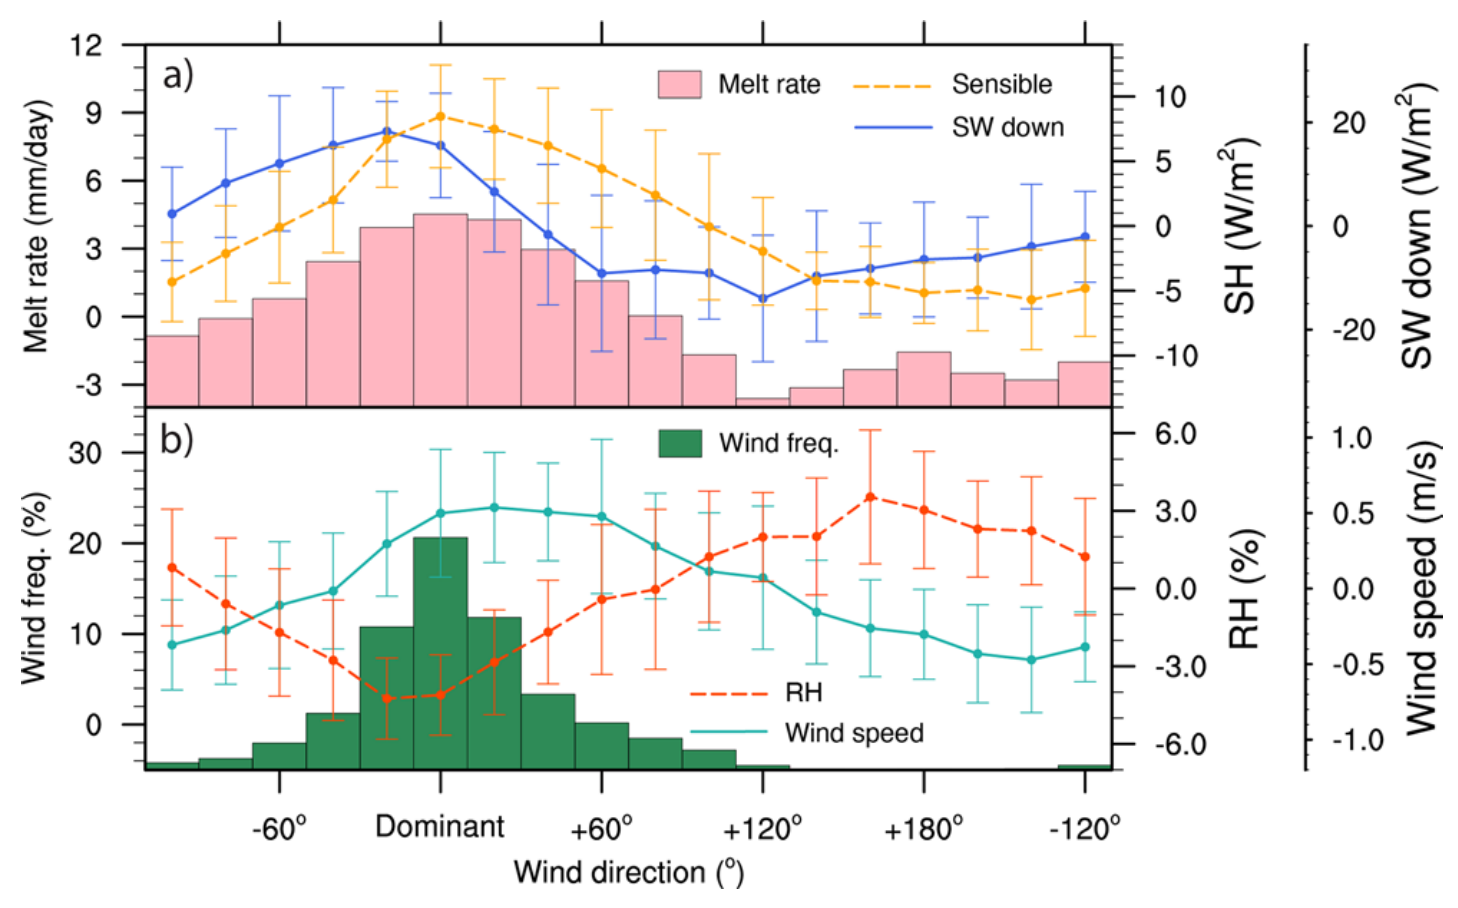 a)
Melt rate
Sensible
SW down
12
9
6
3
0
-3
Melt rate (mm/day)
10
5
0
-5
-10
SH (W/m²)
20
0
-20
SW down (W/m²)
b)
Wind freq.
RH
Wind speed
30
20
10
0
Wind freq. (%)
6.0
3.0
0.0
-3.0
-6.0
RH (%)
1.0
0.5
0.0
-0.5
-1.0
Wind speed (m/s)
-60° Dominant +60° +120° +180° -120°
Wind direction (°)